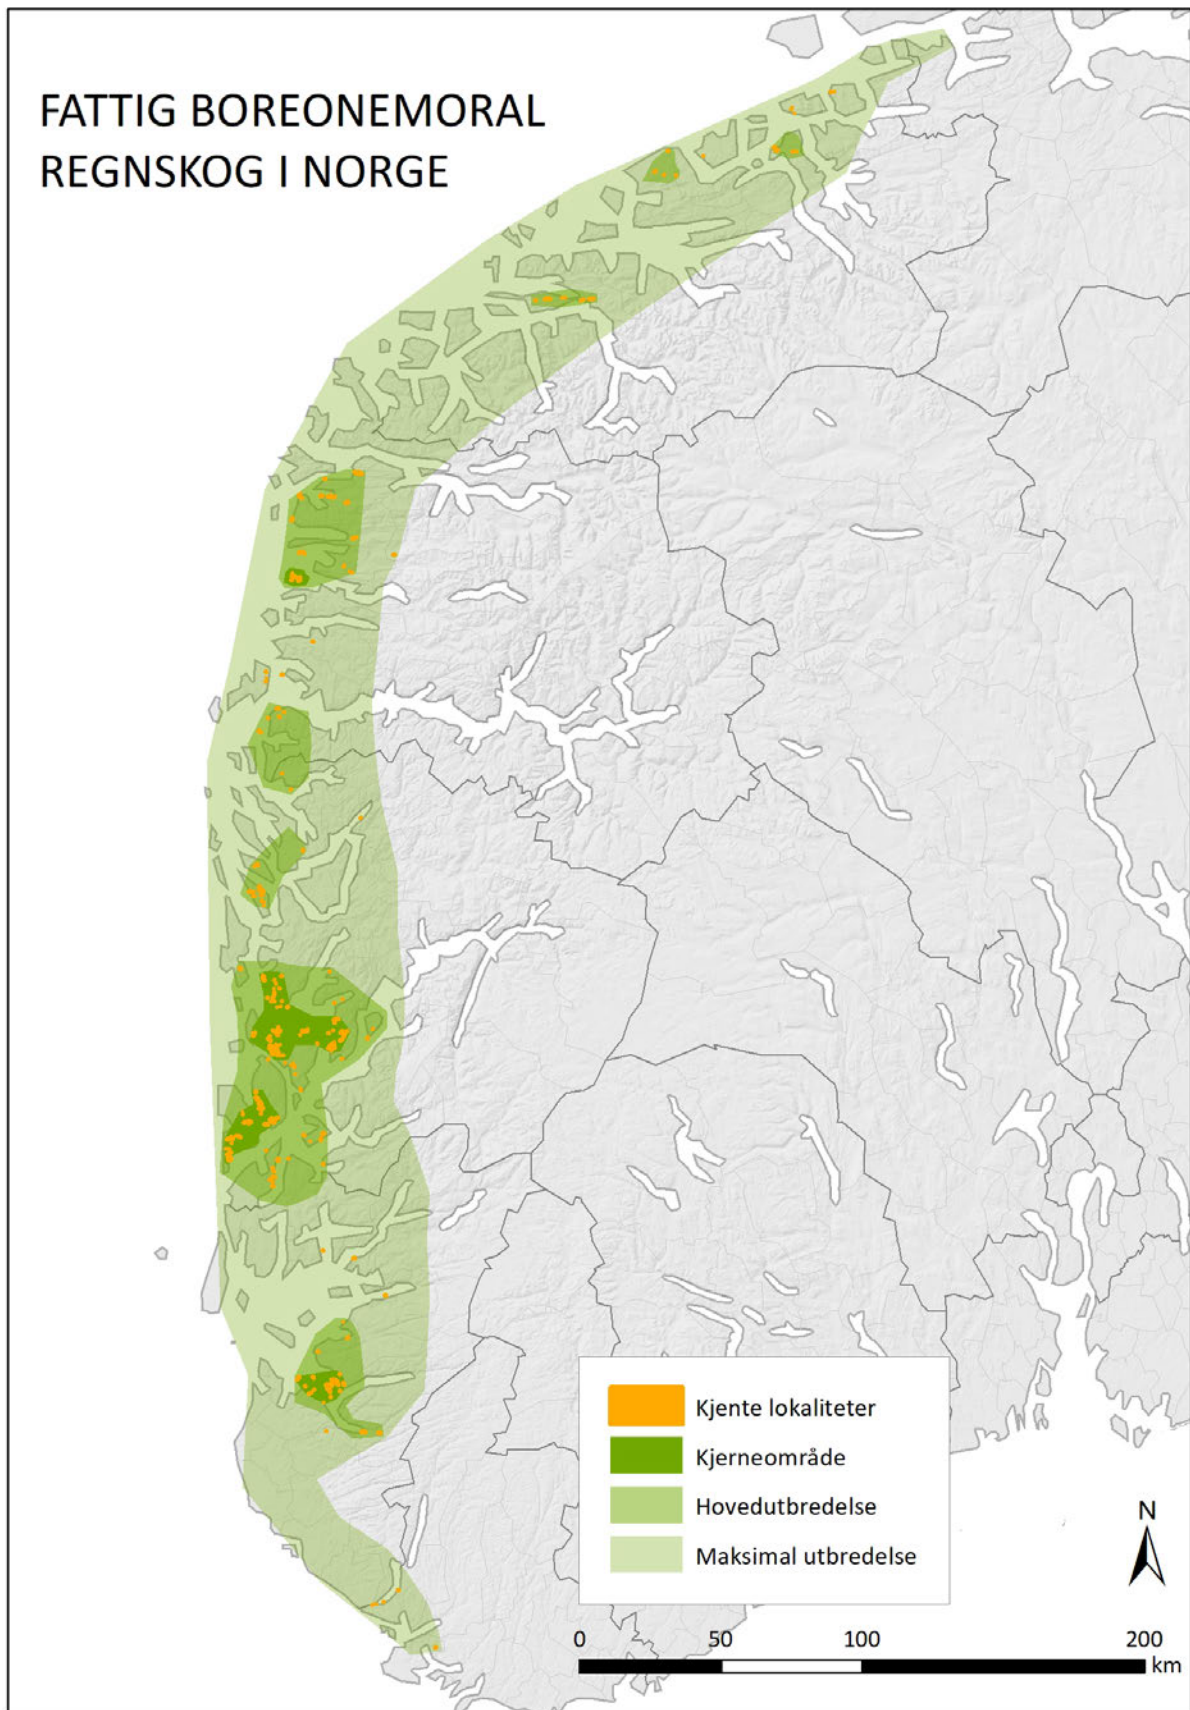 FATTIG BOREONEMORAL
REGNSKOG I NORGE
Kjente lokaliteter
Kjerneområde
Hovedutbredelse
Maksimal utbredelse
N
0 50 100 200
km